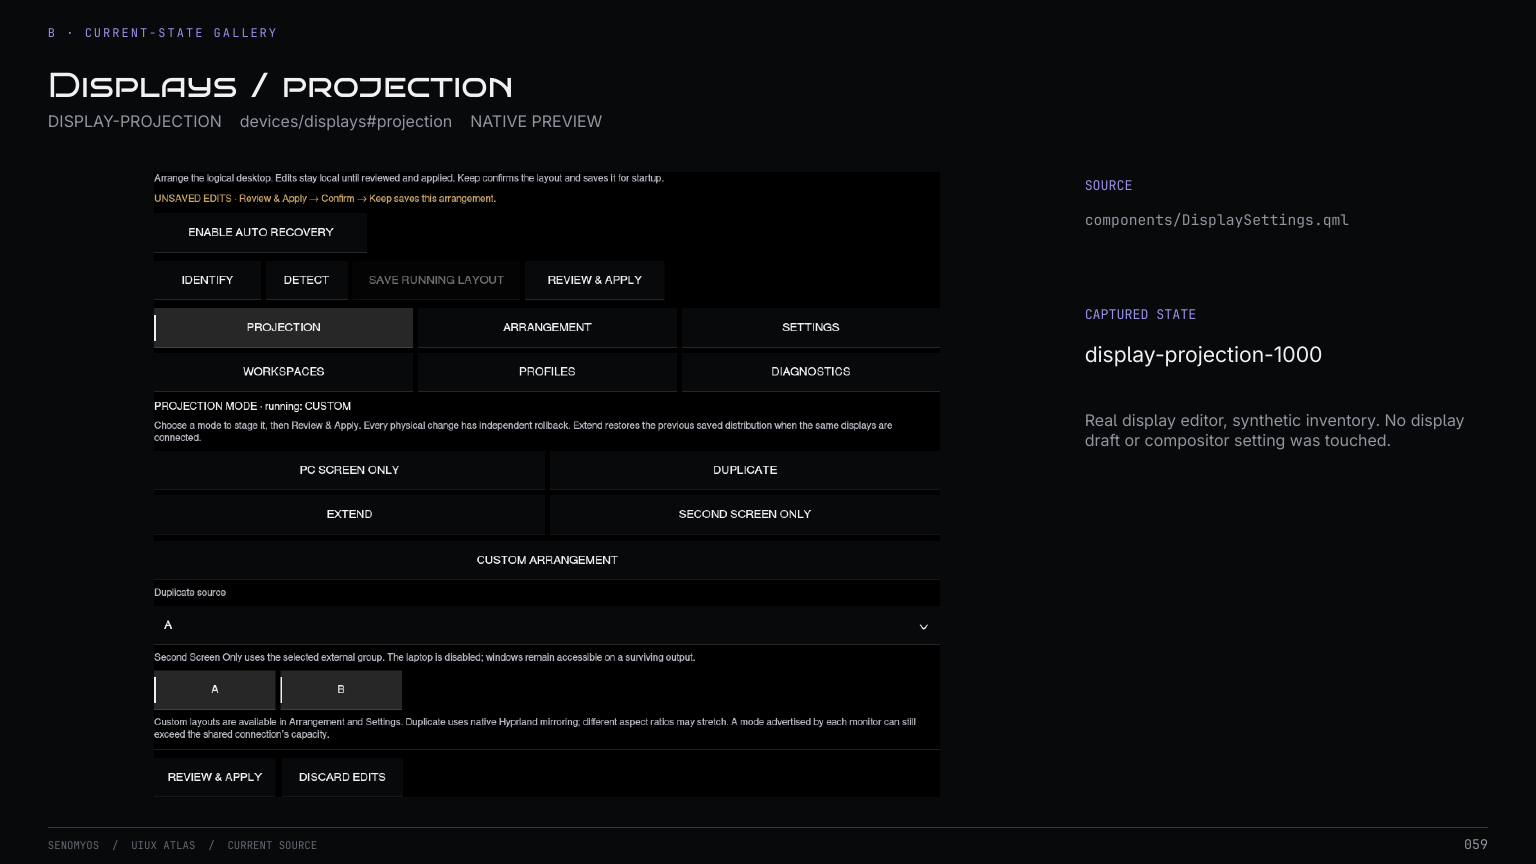 B · CURRENT-STATE GALLERY
Displays / projection
DISPLAY-PROJECTION devices/displays#projection NATIVE PREVIEW
Arrange the logical desktop. Edits stay local until reviewed and applied. Keep confirms the layout and saves it for startup.
UNSAVED EDITS · Review & Apply → Confirm → Keep saves this arrangement.
ENABLE AUTO RECOVERY
IDENTIFY DETECT SAVE RUNNING LAYOUT REVIEW & APPLY
PROJECTION ARRANGEMENT SETTINGS
WORKSPACES PROFILES DIAGNOSTICS
PROJECTION MODE · running: CUSTOM
Choose a mode to stage it, then Review & Apply. Every physical change has independent rollback. Extend restores the previous saved distribution when the same displays are
connected.
PC SCREEN ONLY DUPLICATE
EXTEND SECOND SCREEN ONLY
CUSTOM ARRANGEMENT
Duplicate source
A
Second Screen Only uses the selected external group. The laptop is disabled; windows remain accessible on a surviving output.
A B
Custom layouts are available in Arrangement and Settings. Duplicate uses native Hyprland mirroring; different aspect ratios may stretch. A mode advertised by each monitor can still
exceed the shared connection's capacity.
REVIEW & APPLY DISCARD EDITS
SOURCE
components/DisplaySettings.qml
CAPTURED STATE
display-projection-1000
Real display editor, synthetic inventory. No display
draft or compositor setting was touched.
SENOMYOS / UIUX ATLAS / CURRENT SOURCE
059